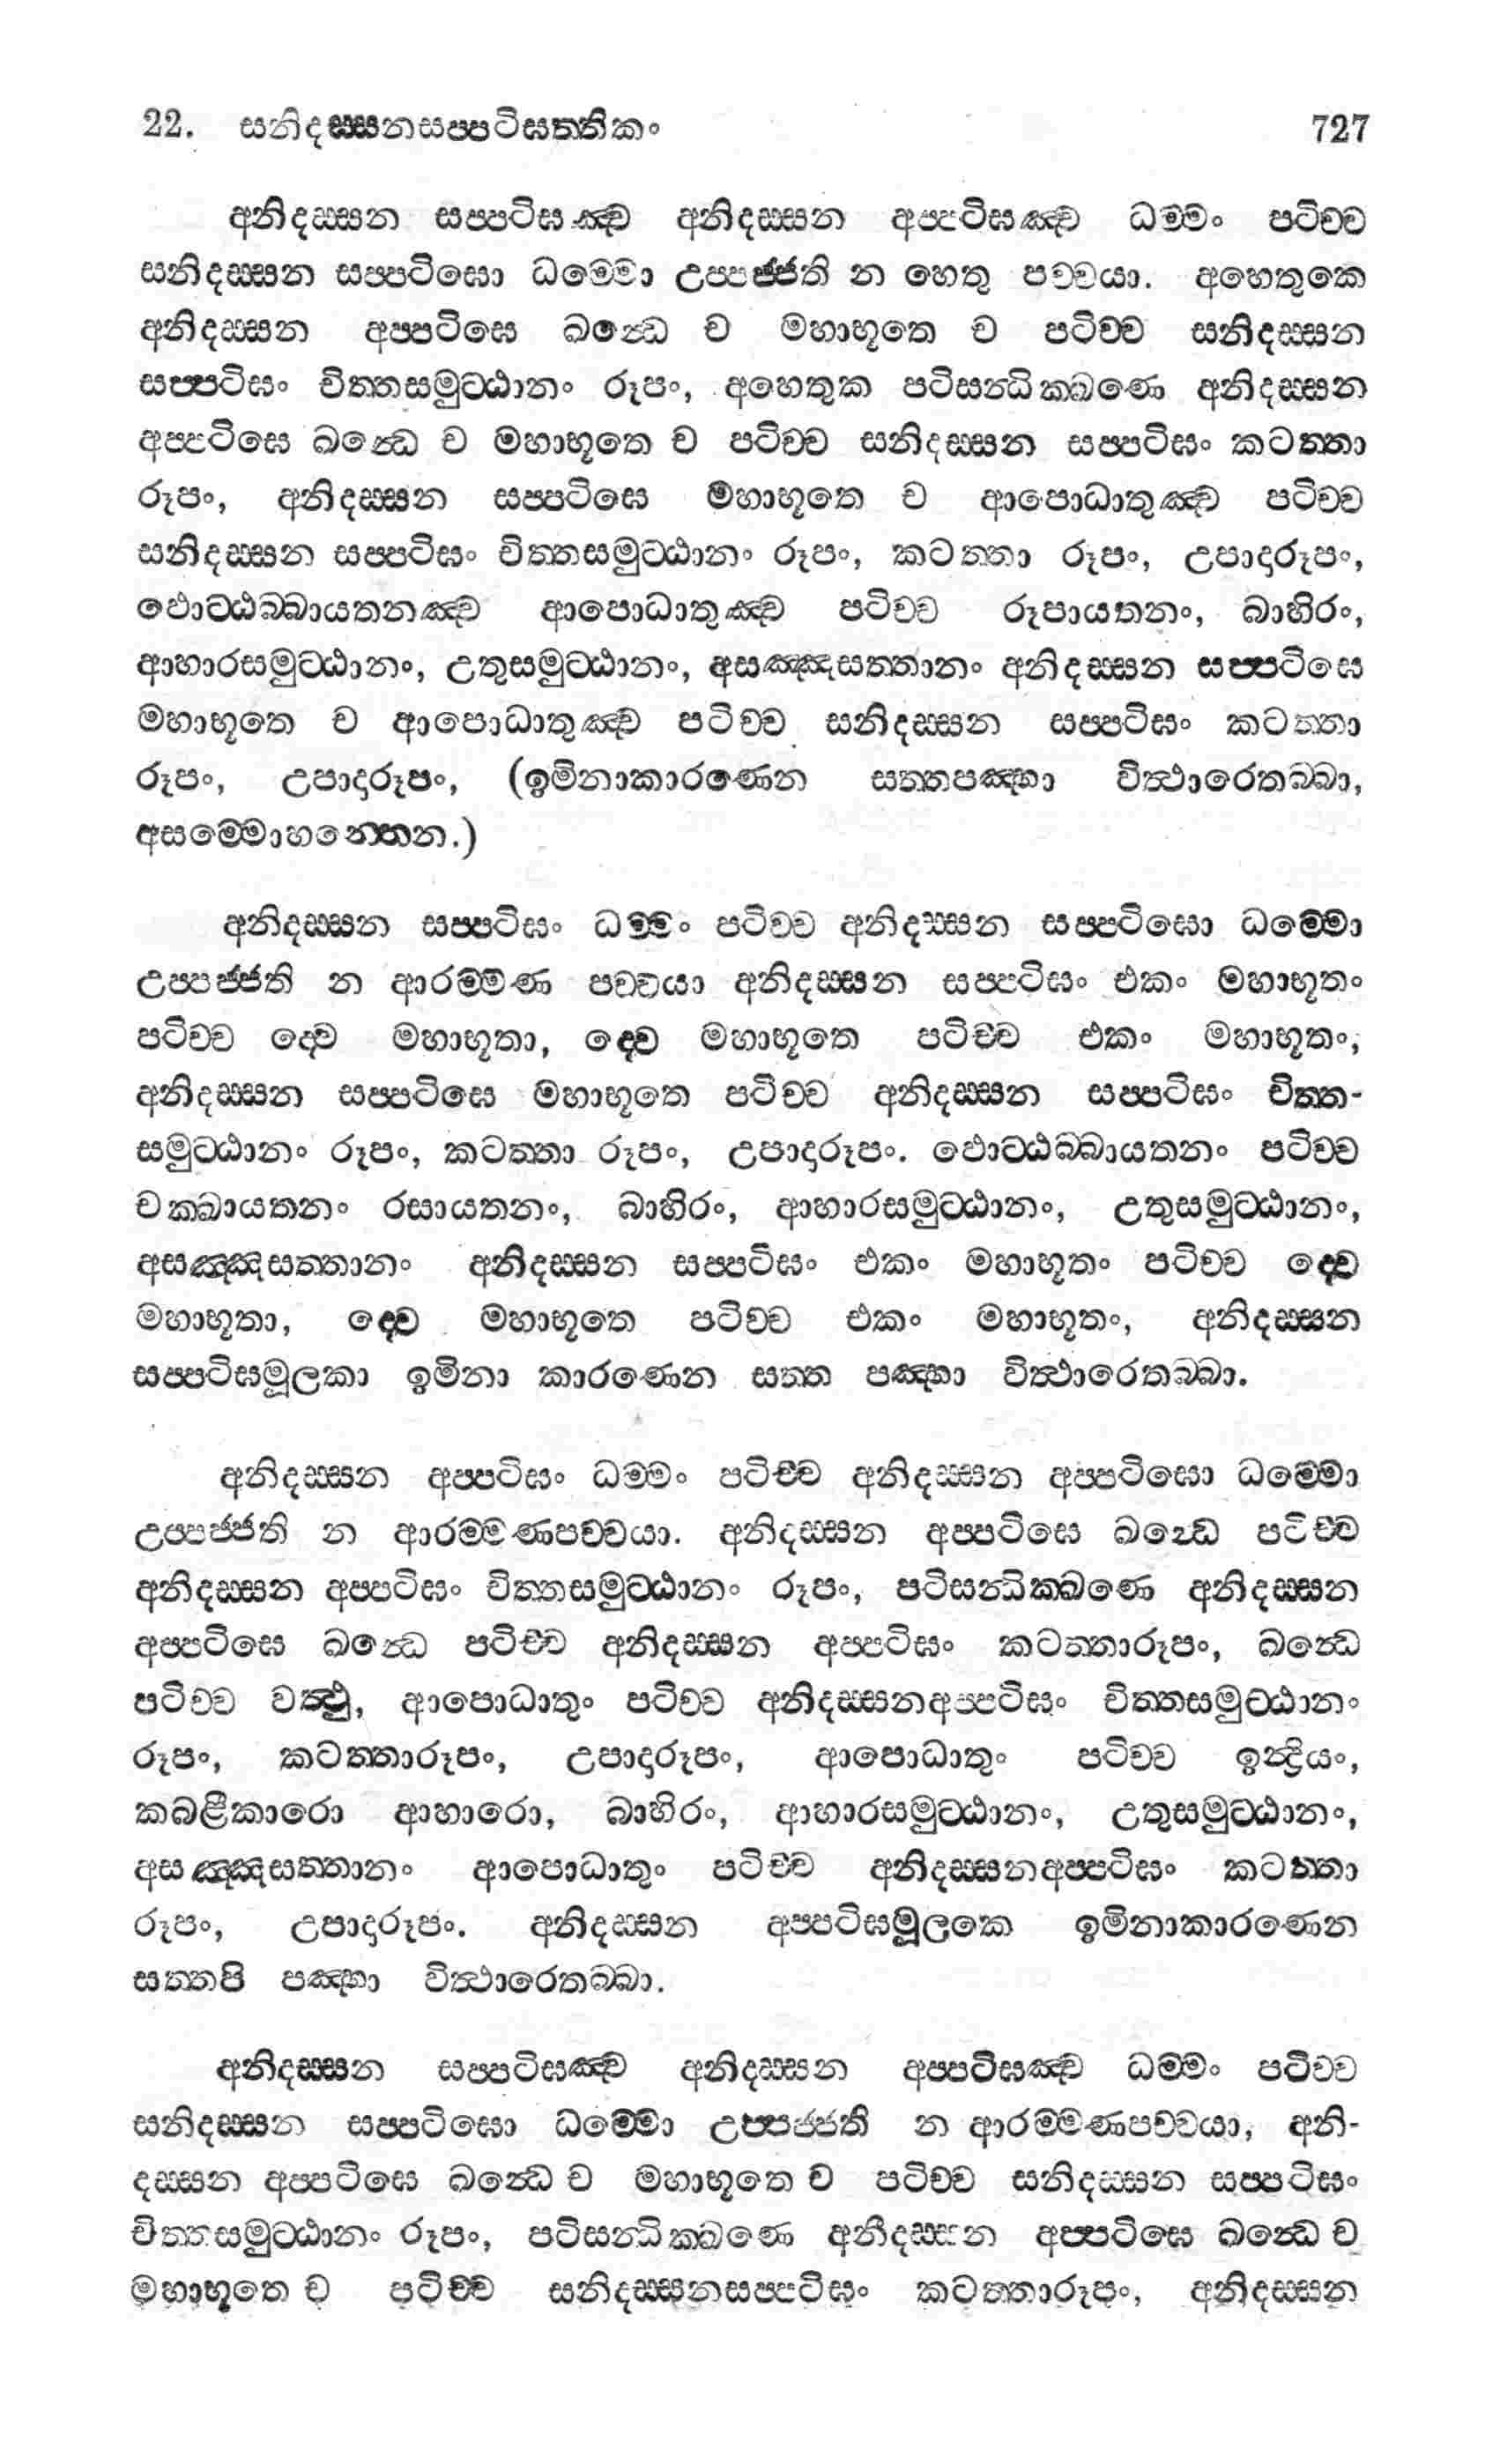 22. සනිදස්සනසප්පටිඝත්තිකං 727
අනිදස්සන සප්පටිඝඤ්ච අනිදස්සන අප්පටිඝඤ්ච ධම්මං පටිච්ච
සනිදස්සන සප්පටිඝො ධම්මො උප්පජ්ජති න හෙතු පච්චයා. අහෙතුකෙ
අනිදස්සන අප්පටිඝෙ ඛන්ධෙ ච මහාභූතෙ ච පටිච්ච සනිදස්සන
සප්පටිඝං චිත්තසමුට්ඨානං රූපං, අහෙතුක පටිසන්ධික්ඛණෙ අනිදස්සන
අප්පටිඝෙ ඛන්ධෙ ච මහාභූතෙ ච පටිච්ච සනිදස්සන සප්පටිඝං කටත්තා
රූපං, අනිදස්සන සප්පටිඝෙ මහාභූතෙ ච ආපොධාතුඤ්ච පටිච්ච
සනිදස්සන සප්පටිඝං චිත්තසමුට්ඨානං රූපං, කටත්තා රූපං, උපාදාරූපං,
ඵොට්ඨබ්බායතනඤ්ච ආපොධාතුඤ්ච පටිච්ච රූපායතනං, බාහිරං,
ආහාරසමුට්ඨානං, උතුසමුට්ඨානං, අසඤ්ඤසත්තානං අනිදස්සන සප්පටිඝෙ
මහාභූතෙ ච ආපොධාතුඤ්ච පටිච්ච සනිදස්සන සප්පටිඝං කටත්තා
රූපං, උපාදාරූපං, (ඉමිනාකාරණෙන සත්තපඤ්හා විත්ථාරෙතබ්බා,
අසම්මොහන්තෙන.)
අනිදස්සන සප්පටිඝං ධම්මං පටිච්ච අනිදස්සන සප්පටිඝො ධම්මො
උප්පජ්ජති න ආරම්මණ පච්චයා අනිදස්සන සප්පටිඝං එකං මහාභූතං
පටිච්ච ද්වෙ මහාභූතා, ද්වෙ මහාභූතෙ පටිච්ච එකං මහාභූතං,
අනිදස්සන සප්පටිඝෙ මහාභූතෙ පටිච්ච අනිදස්සන සප්පටිඝං චිත්ත-
සමුට්ඨානං රූපං, කටත්තා රූපං, උපාදාරූපං. ඵොට්ඨබ්බායතනං පටිච්ච
චක්ඛායතනං රසායතනං, බාහිරං, ආහාරසමුට්ඨානං, උතුසමුට්ඨානං,
අසඤ්ඤසත්තානං අනිදස්සන සප්පටිඝං එකං මහාභූතං පටිච්ච ද්වෙ
මහාභූතා, ද්වෙ මහාභූතෙ පටිච්ච එකං මහාභූතං, අනිදස්සන
සප්පටිඝමූලකා ඉමිනා කාරණෙන සත්ත පඤ්හා විත්ථාරෙතබ්බා.
අනිදස්සන අප්පටිඝං ධම්මං පටිච්ච අනිදස්සන අප්පටිඝො ධම්මො
උප්පජ්ජති න ආරම්මණපච්චයා. අනිදස්සන අප්පටිඝෙ ඛන්ධෙ පටිච්ච
අනිදස්සන අප්පටිඝං චිත්තසමුට්ඨානං රූපං, පටිසන්ධික්ඛණෙ අනිදස්සන
අප්පටිඝෙ ඛන්ධෙ පටිච්ච අනිදස්සන අප්පටිඝං කටත්තාරූපං, ඛන්ධෙ
පටිච්ච වත්ථු, ආපොධාතුං පටිච්ච අනිදස්සනඅප්පටිඝං චිත්තසමුට්ඨානං
රූපං, කටත්තාරූපං, උපාදාරූපං, ආපොධාතුං පටිච්ච ඉන්ද්‍රියං,
කබළීකාරො ආහාරො, බාහිරං, ආහාරසමුට්ඨානං, උතුසමුට්ඨානං,
අසඤ්ඤසත්තානං ආපොධාතුං පටිච්ච අනිදස්සනඅප්පටිඝං කටත්තා
රූපං, උපාදාරූපං. අනිදස්සන අප්පටිඝමූලකෙ ඉමිනාකාරණෙන
සත්තපි පඤ්හා විත්ථාරෙතබ්බා.
අනිදස්සන සප්පටිඝඤ්ච අනිදස්සන අප්පටිඝඤ්ච ධම්මං පටිච්ච
සනිදස්සන සප්පටිඝො ධම්මො උප්පජ්ජති න ආරම්මණපච්චයා, අනි-
දස්සන අප්පටිඝෙ ඛන්ධෙ ච මහාභූතෙ ච පටිච්ච සනිදස්සන සප්පටිඝං
චිත්තසමුට්ඨානං රූපං, පටිසන්ධික්ඛණෙ අනීදස්සන අප්පටිඝෙ ඛන්ධෙ ච
මහාභූතෙ ච පටිච්ච සනිදස්සනසප්පටිඝං කටත්තාරූපං, අනිදස්සන